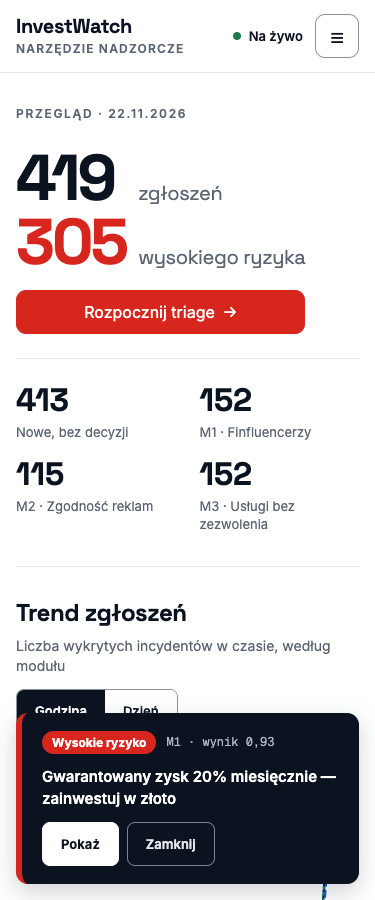 InvestWatch
NARZĘDZIE NADZORCZE
Na żywo
PRZEGLĄD · 22.11.2026
419 zgłoszeń
305 wysokiego ryzyka
Rozpocznij triage →
413
Nowe, bez decyzji
152
M1 · Finfluencerzy
115
M2 · Zgodność reklam
152
M3 · Usługi bez
zezwolenia
Trend zgłoszeń
Liczba wykrytych incydentów w czasie, według
modułu
Godzina
Dzień
Wysokie ryzyko M1 · wynik 0,93
Gwarantowany zysk 20% miesięcznie —
zainwestuj w złoto
Pokaż
Zamknij